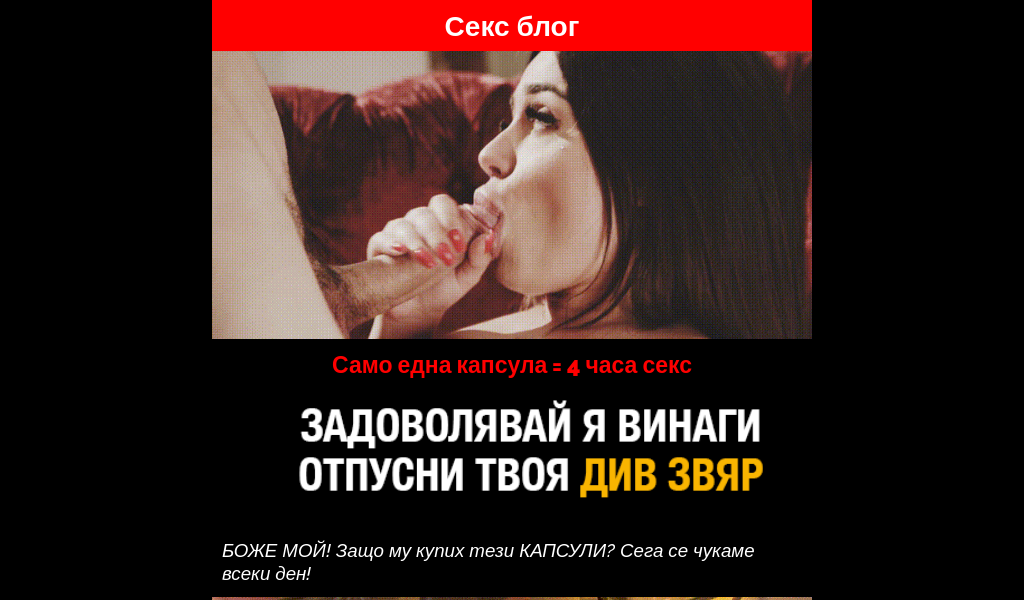 Секс блог
Само една капсула = 4 часа секс
ЗАДОВОЛЯВАЙ Я ВИНАГИ
ОТПУСНИ ТВОЯ ДИВ ЗВЯР
БОЖЕ МОЙ! Защо му купих тези КАПСУЛИ? Сега се чукаме
всеки ден!